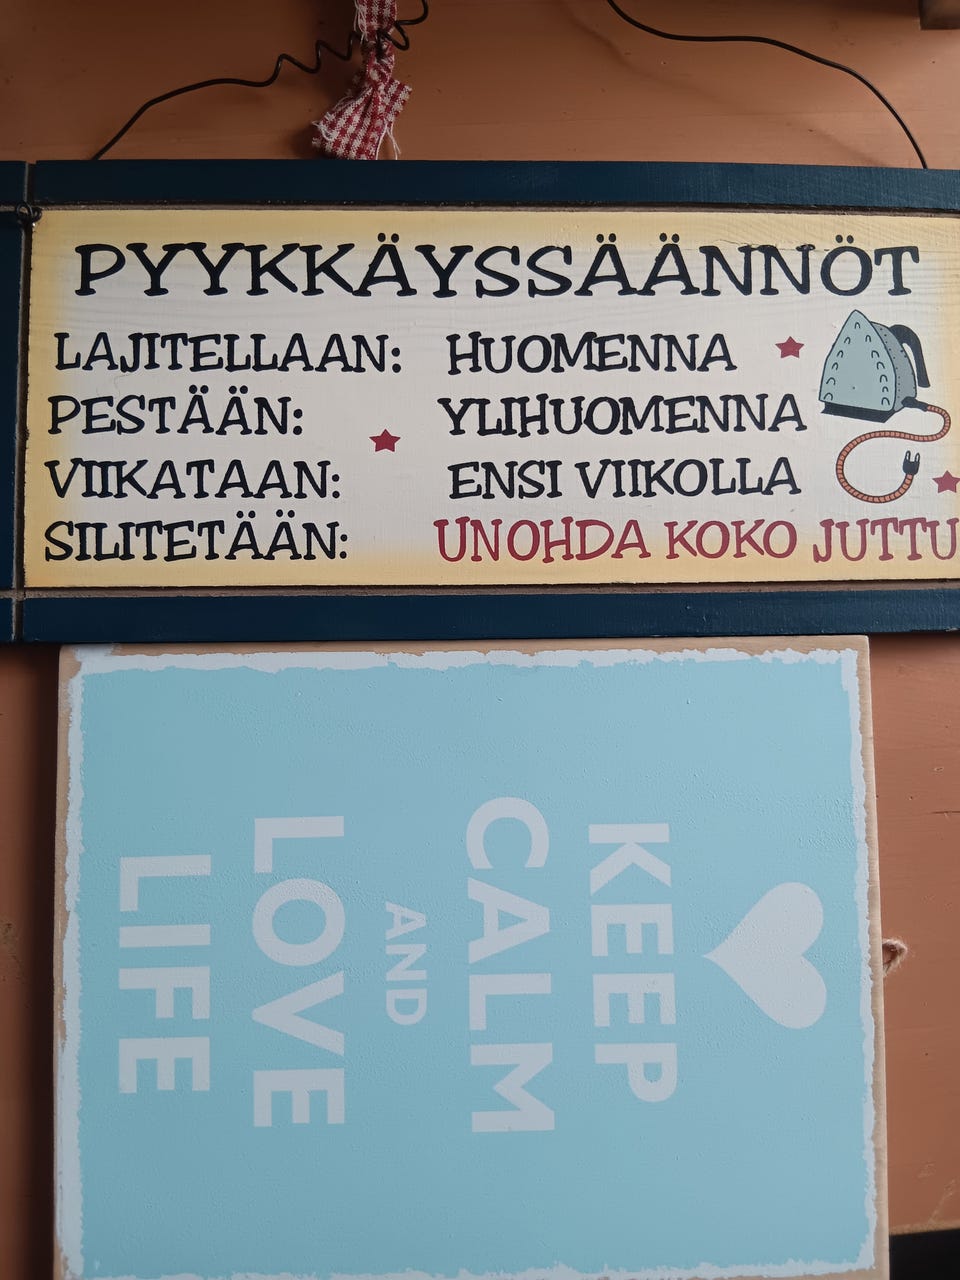 PYYKKÄYSSÄÄNNÖT
LAJITELLAAN: HUOMENNA
PESTÄÄN: YLIHUOMENNA
VIIKATAAN: ENSI VIIKOLLA
SILITETÄÄN: UNOHDA KOKO JUTTU
KEEP
CALM
AND
LOVE
LIFE